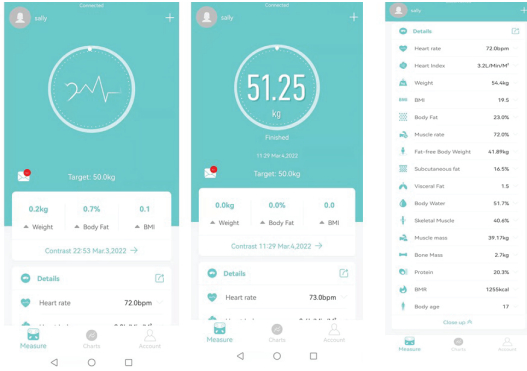 Connected
sally
Target: 50.0kg
0.2kg
0.7%
0.1
Weight
Body Fat
BMI
Contrast 22:53 Mar.3,2022
Details
Heart rate
72.0bpm
Measure
Charts
Account
Connected
sally
51.25
kg
Finished
11:29 Mar.4,2022
Target: 50.0kg
0.0kg
0.0%
0.0
Weight
Body Fat
BMI
Contrast 11:29 Mar.4,2022
Details
Heart rate
73.0bpm
Measure
Charts
Account
sally
Details
Heart rate 72.0bpm
Heart Index 3.2L/Min/M²
Weight 54.4kg
BMI 19.5
Body Fat 23.0%
Muscle rate 72.0%
Fat-free Body Weight 41.89kg
Subcutaneous fat 16.5%
Visceral Fat 1.5
Body Water 51.7%
Skeletal Muscle 40.6%
Muscle mass 39.17kg
Bone Mass 2.7kg
Protein 20.3%
BMR 1255kcal
Body age 17
Close up
Measure
Charts
Account